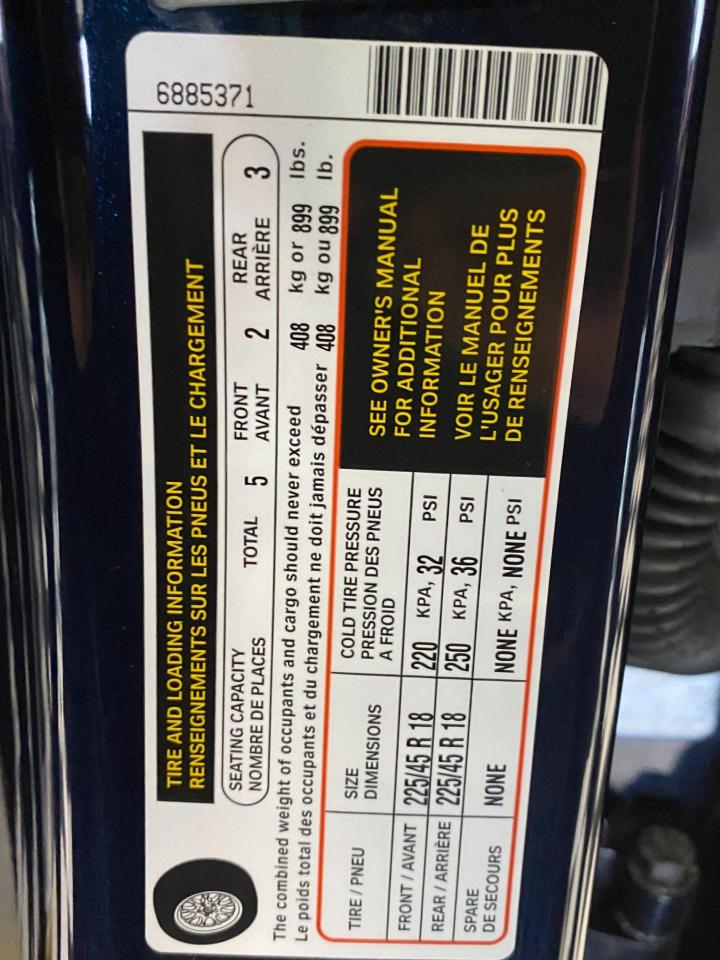 6885371
TIRE AND LOADING INFORMATION
RENSEIGNEMENTS SUR LES PNEUS ET LE CHARGEMENT
SEATING CAPACITY TOTAL 5 FRONT 2 REAR 3
NOMBRE DE PLACES AVANT ARRIÈRE
The combined weight of occupants and cargo should never exceed 408 kg or 899 lbs.
Le poids total des occupants et du chargement ne doit jamais dépasser 408 kg ou 899 lb.
TIRE / PNEU
SIZE
DIMENSIONS
COLD TIRE PRESSURE
PRESSION DES PNEUS
A FROID
FRONT / AVANT 225/45 R 18 220 KPA, 32 PSI
REAR / ARRIÈRE 225/45 R 18 250 KPA, 36 PSI
SPARE
DE SECOURS NONE NONE KPA, NONE PSI
SEE OWNER'S MANUAL
FOR ADDITIONAL
INFORMATION
VOIR LE MANUEL DE
L'USAGER POUR PLUS
DE RENSEIGNEMENTS